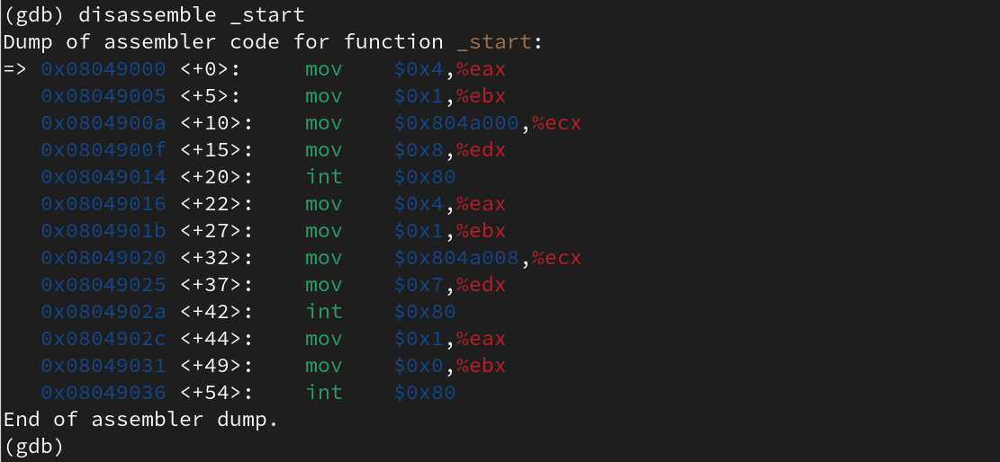 (gdb) disassemble _start
Dump of assembler code for function _start:
=> 0x08049000 <+0>:    mov    $0x4,%eax
   0x08049005 <+5>:    mov    $0x1,%ebx
   0x0804900a <+10>:    mov    $0x804a000,%ecx
   0x0804900f <+15>:    mov    $0x8,%edx
   0x08049014 <+20>:    int    $0x80
   0x08049016 <+22>:    mov    $0x4,%eax
   0x0804901b <+27>:    mov    $0x1,%ebx
   0x08049020 <+32>:    mov    $0x804a008,%ecx
   0x08049025 <+37>:    mov    $0x7,%edx
   0x0804902a <+42>:    int    $0x80
   0x0804902c <+44>:    mov    $0x1,%eax
   0x08049031 <+49>:    mov    $0x0,%ebx
   0x08049036 <+54>:    int    $0x80
End of assembler dump.
(gdb)